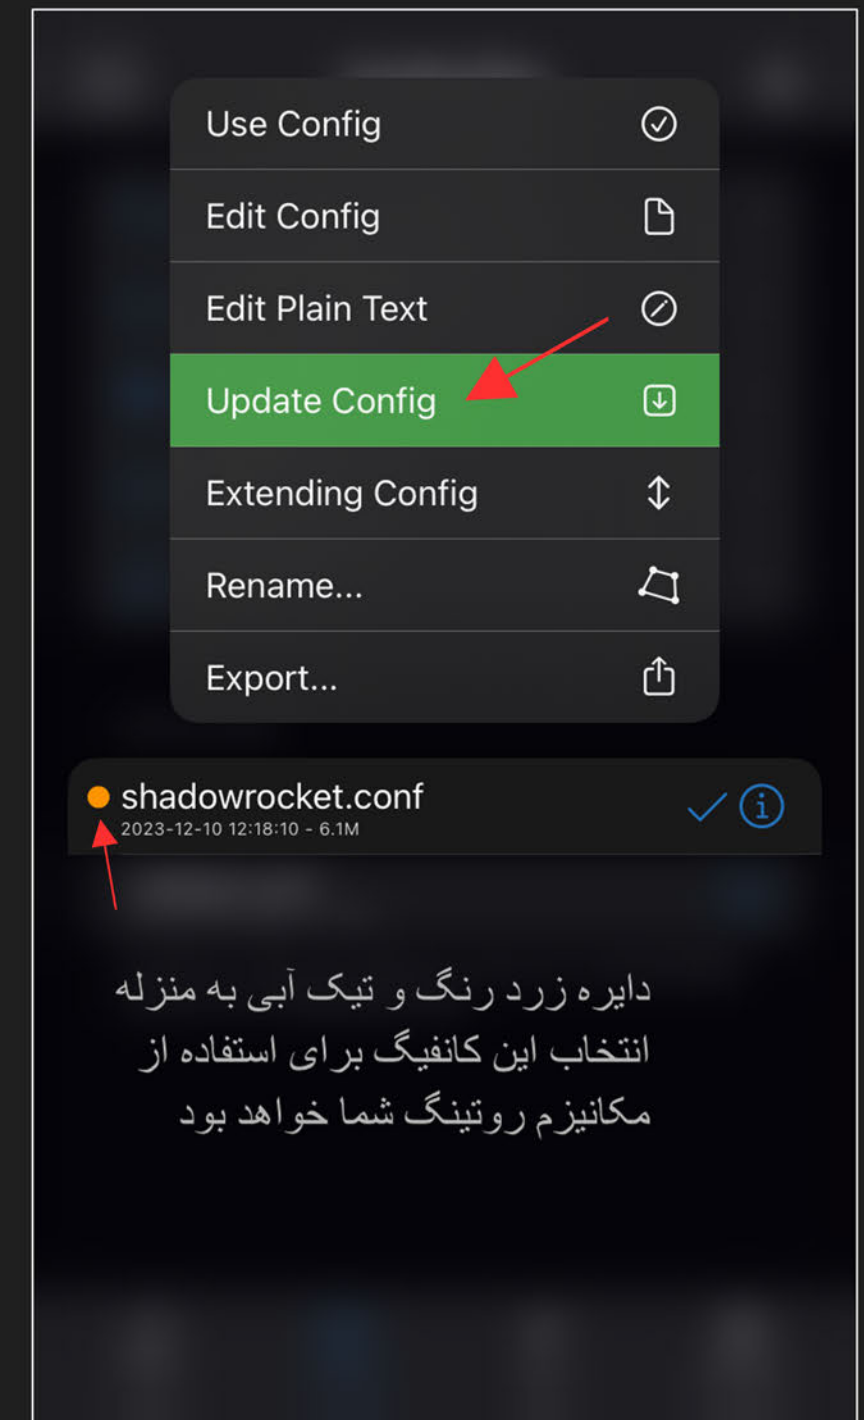 Use Config
Edit Config
Edit Plain Text
Update Config
Extending Config
Rename...
Export...
shadowrocket.conf
2023-12-10 12:18:10 - 6.1M
دایره زرد رنگ و تیک آبی به منزله
انتخاب این کانفیگ برای استفاده از
مکانیزم روتینگ شما خواهد بود